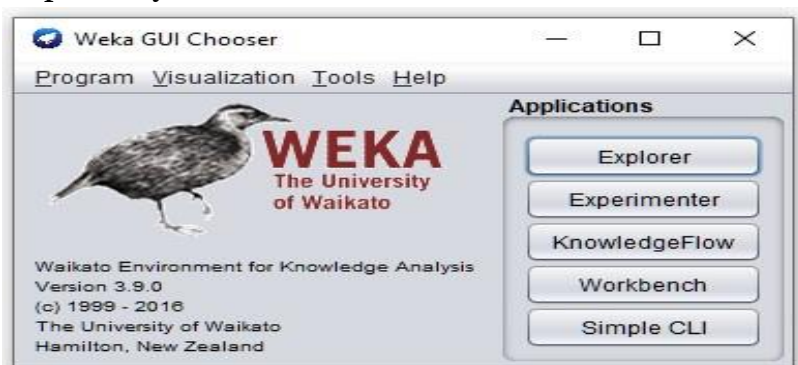 Weka GUI Chooser
Program Visualization Tools Help
WEKA
The University
of Waikato
Waikato Environment for Knowledge Analysis
Version 3.9.0
(c) 1999 - 2016
The University of Waikato
Hamilton, New Zealand
Applications
Explorer
Experimenter
KnowledgeFlow
Workbench
Simple CLI